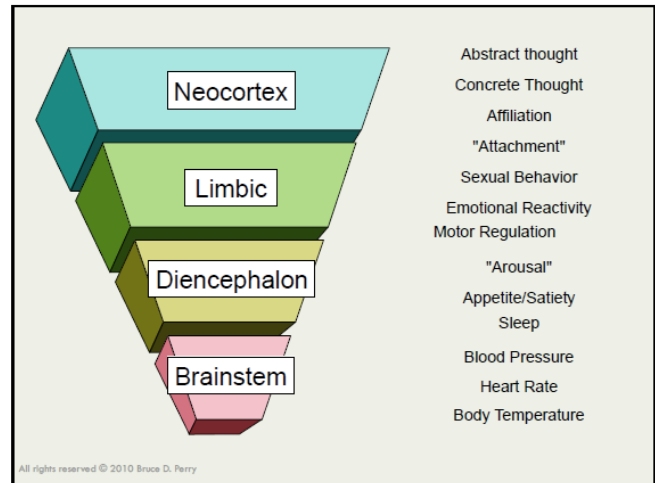 Neocortex
Limbic
Diencephalon
Brainstem
Abstract thought
Concrete Thought
Affiliation
"Attachment"
Sexual Behavior
Emotional Reactivity
Motor Regulation
"Arousal"
Appetite/Satiety
Sleep
Blood Pressure
Heart Rate
Body Temperature
All rights reserved © 2010 Bruce D. Perry